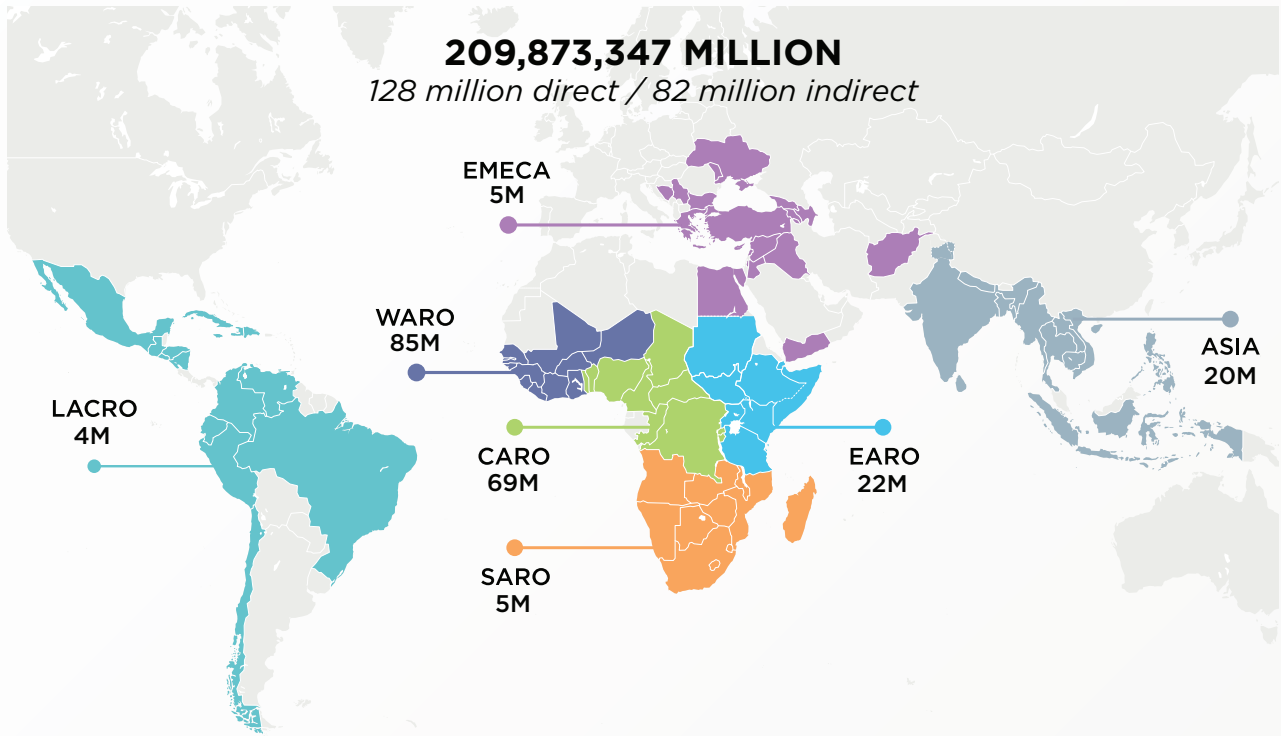 209,873,347 MILLION
128 million direct / 82 million indirect
EMECA
5M
WARO
85M
ASIA
20M
LACRO
4M
CARO
69M
EARO
22M
SARO
5M